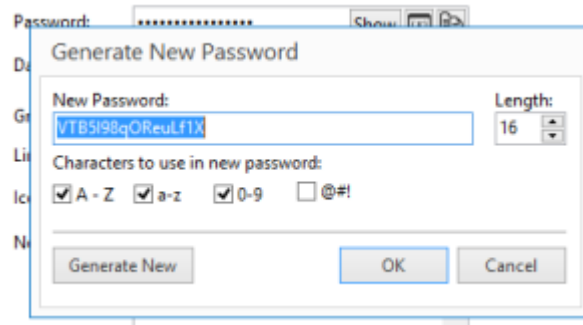 Password: •••••••••••••••• Show
Generate New Password
New Password: Length:
VTB5I98qOReuLf1X 16
Characters to use in new password:
A - Z a-z 0-9 @#!
Generate New OK Cancel